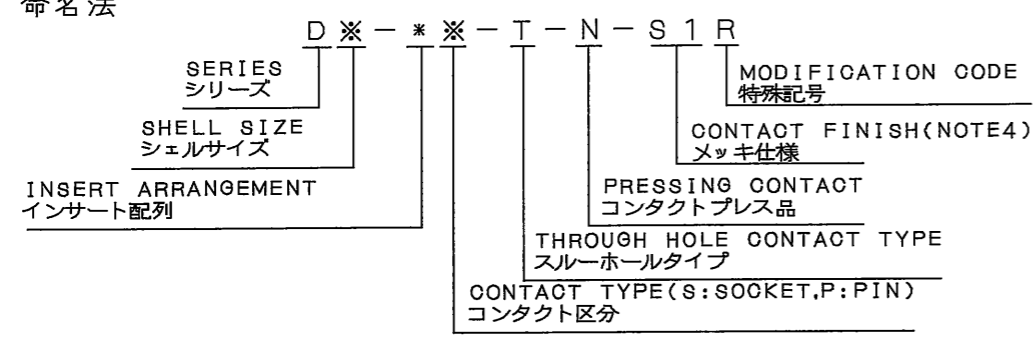 命名法
D※-*※-T-N-S1R
SERIES
シリーズ
MODIFICATION CODE
特殊記号
SHELL SIZE
シェルサイズ
CONTACT FINISH(NOTE4)
メッキ仕様
INSERT ARRANGEMENT
インサート配列
PRESSING CONTACT
コンタクトプレス品
THROUGH HOLE CONTACT TYPE
スルーホールタイプ
CONTACT TYPE(S:SOCKET,P:PIN)
コンタクト区分